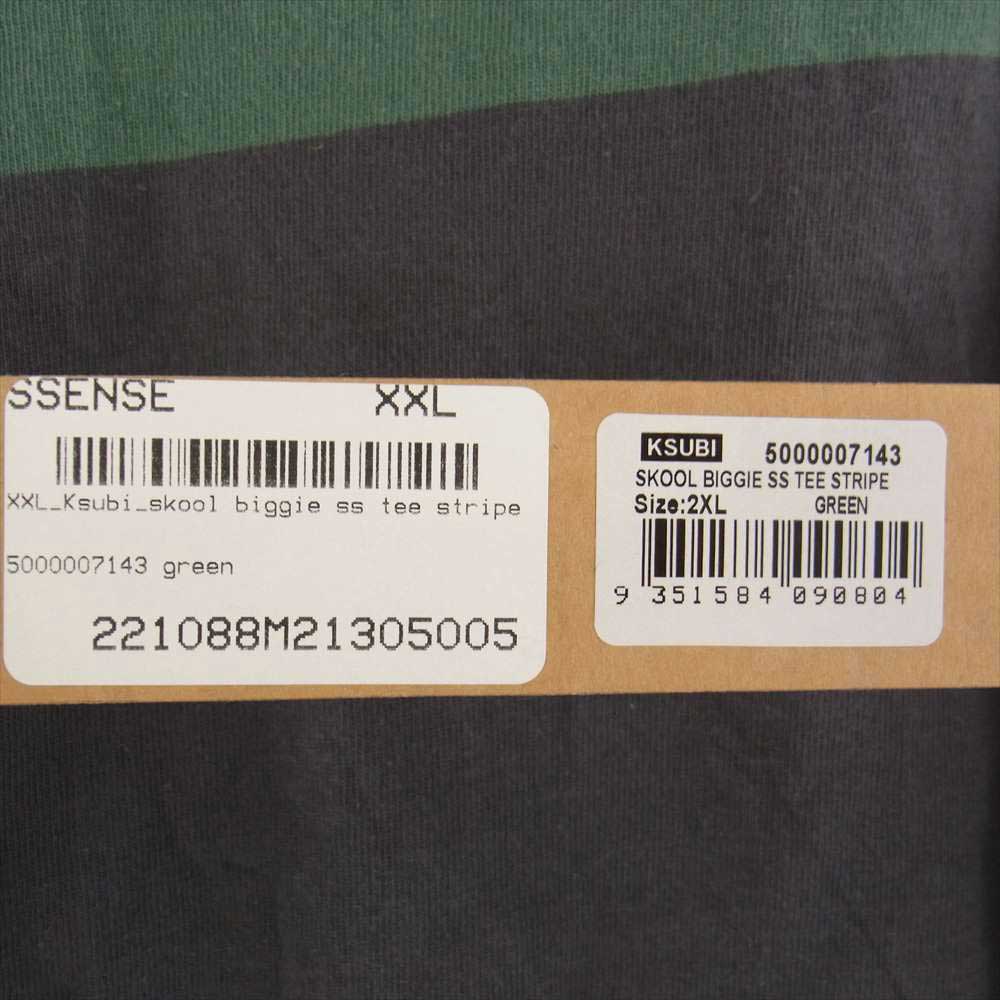 SSENSE XXL
XXL_Ksubi_skool biggie ss tee stripe
5000007143 green
221088M21305005
KSUBI 5000007143
SKOOL BIGGIE SS TEE STRIPE
Size:2XL GREEN
9 351584 090804